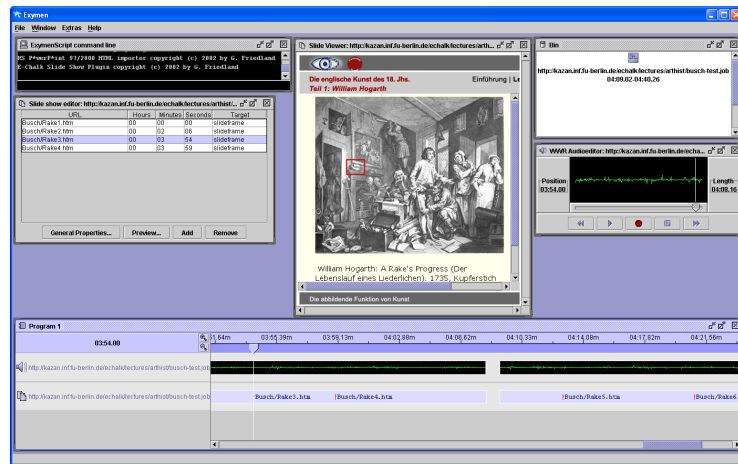 Exymen
File Window Extras Help
ExymenScript command line
MS P*werP*int 97/2000 HTML importer copyright (c) 2002 by G. Friedland
E-Chalk Slide Show Plugin copyright (c) 2002 by G. Friedland
Slide show editor: http://kazan.inf.fu-berlin.de/echalk/lectures/arthist/...
URL Hours Minutes Seconds Target
Busch/Rake1.htm 00 00 00 slideframe
Busch/Rake2.htm 00 02 06 slideframe
Busch/Rake3.htm 00 03 54 slideframe
Busch/Rake4.htm 00 03 59 slideframe
General Properties... Preview... Add Remove
Slide Viewer: http://kazan.inf.fu-berlin.de/echalk/lectures/arth...
Die englische Kunst des 18. Jhs. Einführung | Le
Teil 1: William Hogarth
William Hogarth: A Rake's Progress (Der
Lebenslauf eines Liederlichen). 1735, Kupferstich
Die abbildende Funktion von Kunst
Bin
http://kazan.inf.fu-berlin.de/echalk/lectures/arthist/busch-test.job
04:09.02-04:40.26
WWR Audioeditor: http://kazan.inf.fu-berlin.de/echa...
Position Length
03:54.00 04:08.16
Program 1
03:54.00
51,64m 03:55,39m 03:59,13m 04:02,88m 04:06,62m 04:10,33m 04:14,08m 04:17,82m 04:21,56m
http://kazan.inf.fu-berlin.de/echalk/lectures/arthist/busch-test.job
http://kazan.inf.fu-berlin.de/echalk/lectures/arthist/busch-test.job Busch/Rake3.htm |Busch/Rake4.htm |Busch/Rake5.htm |Busch/Rake6